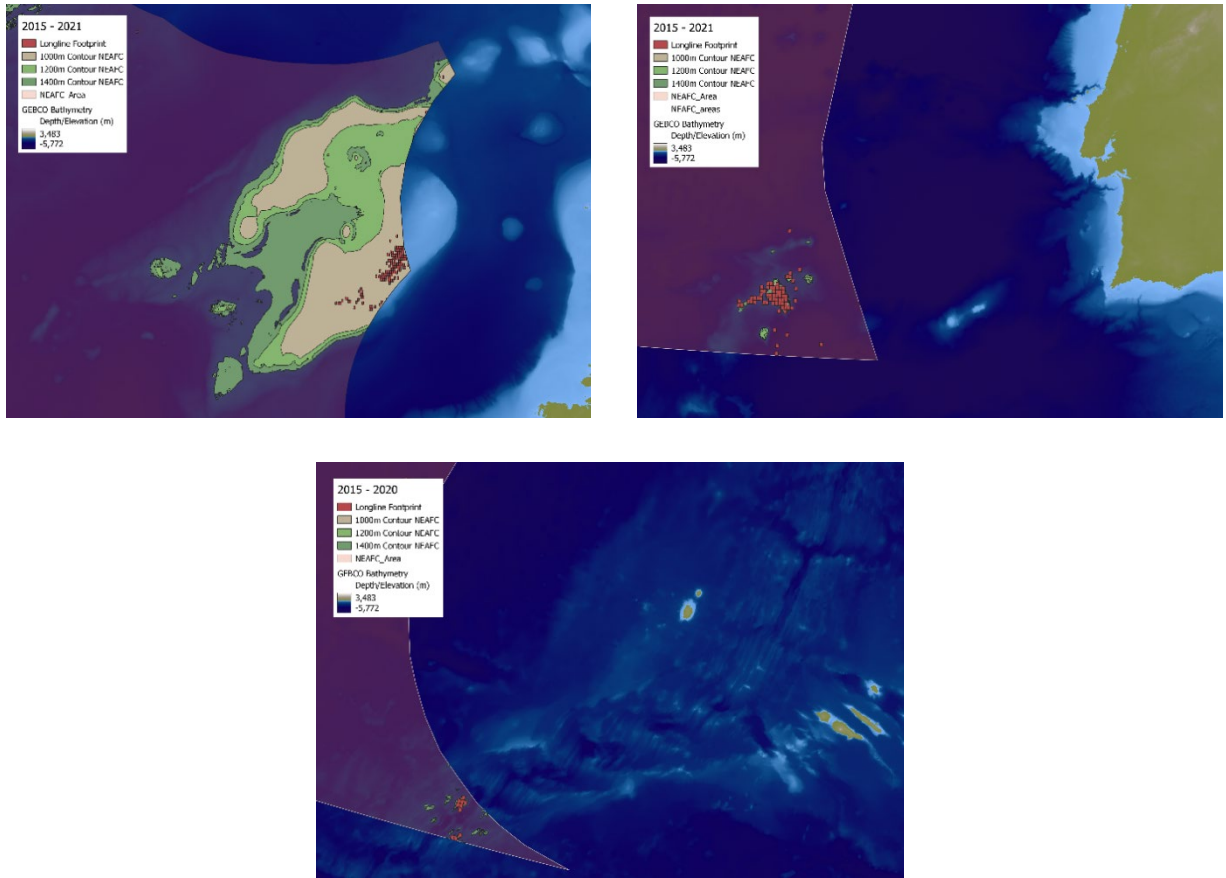 2015 - 2021
Longline Footprint
1000m Contour NEAFC
1200m Contour NEAFC
1400m Contour NEAFC
NEAFC_Area
GEBCO Bathymetry
Depth/Elevation (m)
3,483
-5,772
2015 - 2021
Longline Footprint
1000m Contour NEAFC
1200m Contour NEAFC
1400m Contour NEAFC
NEAFC_Area
NEAFC_areas
GEBCO Bathymetry
Depth/Elevation (m)
3,483
-5,772
2015 - 2020
Longline Footprint
1000m Contour NEAFC
1200m Contour NEAFC
1400m Contour NEAFC
NEAFC_Area
GEBCO Bathymetry
Depth/Elevation (m)
3,483
-5,772